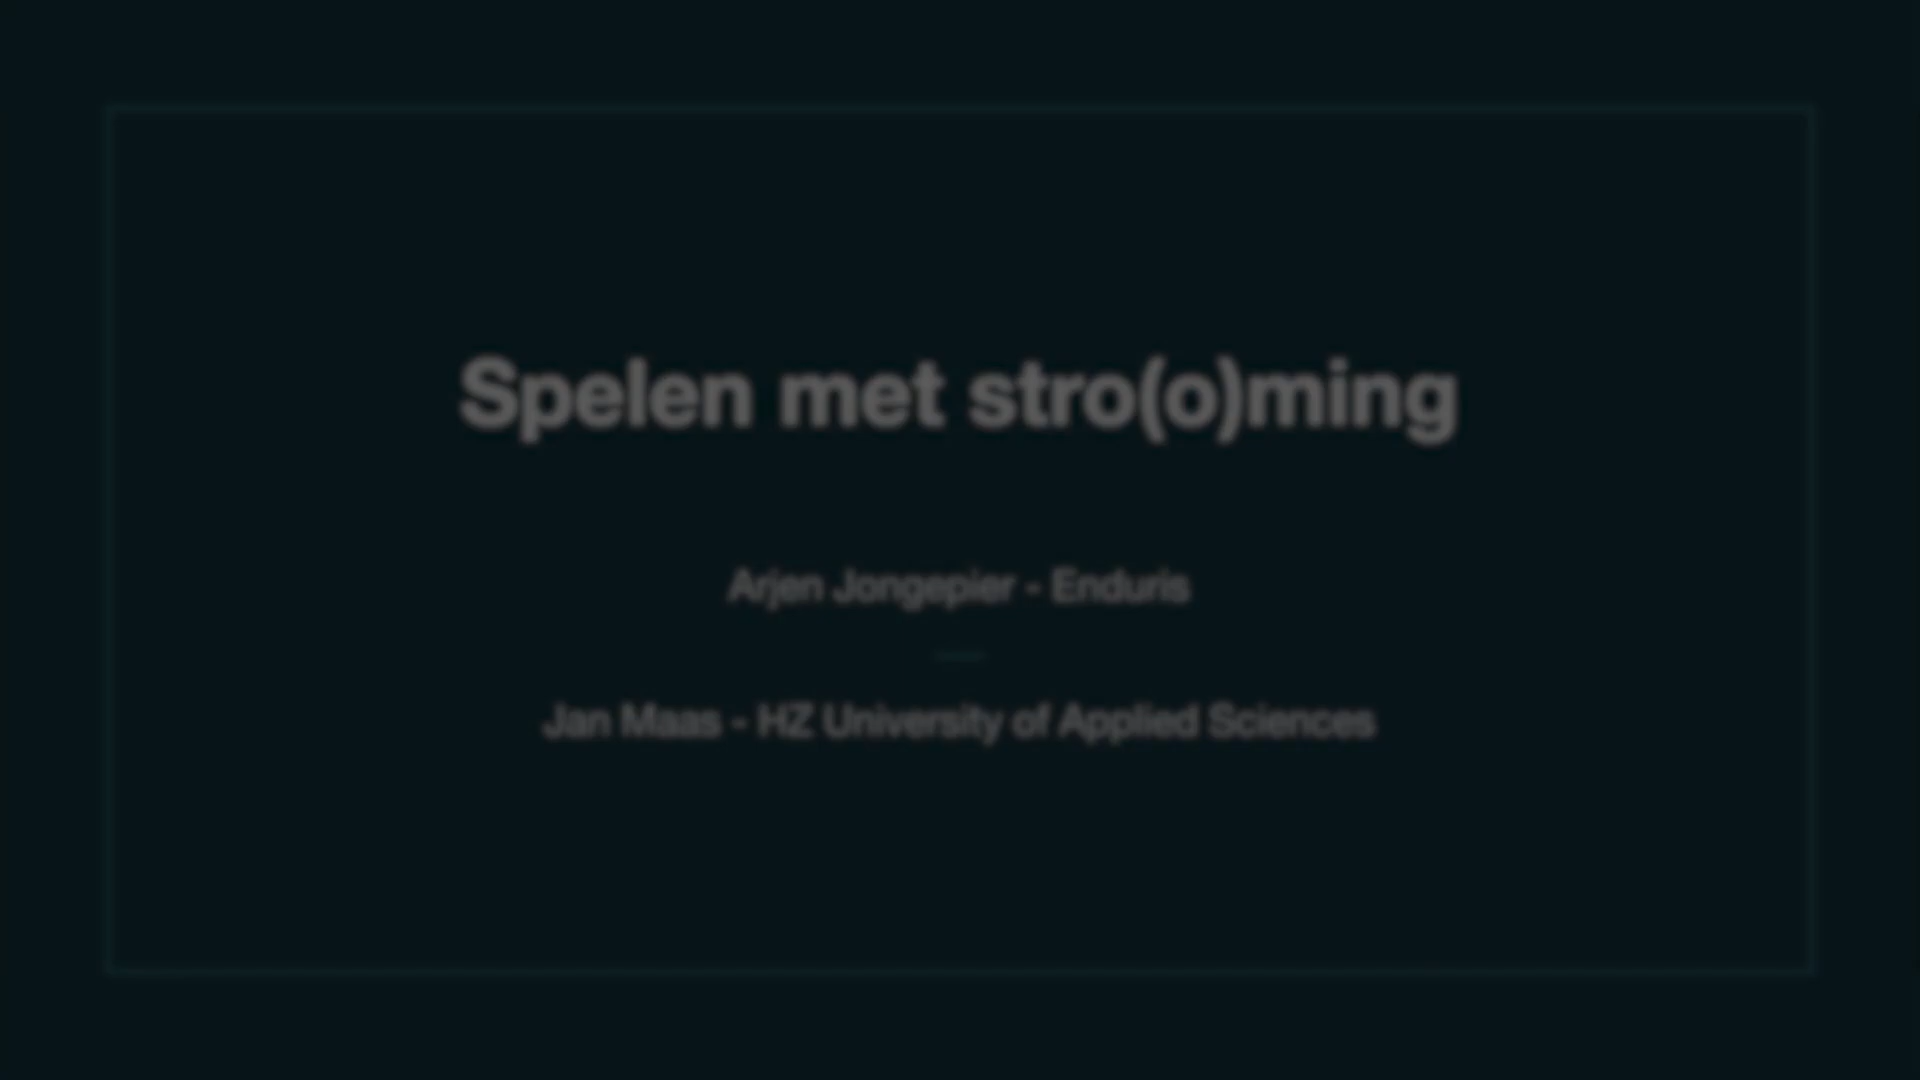 Spelen met stro(o)ming
Arjen Jongepier - Enduris
Jan Maas - HZ University of Applied Sciences